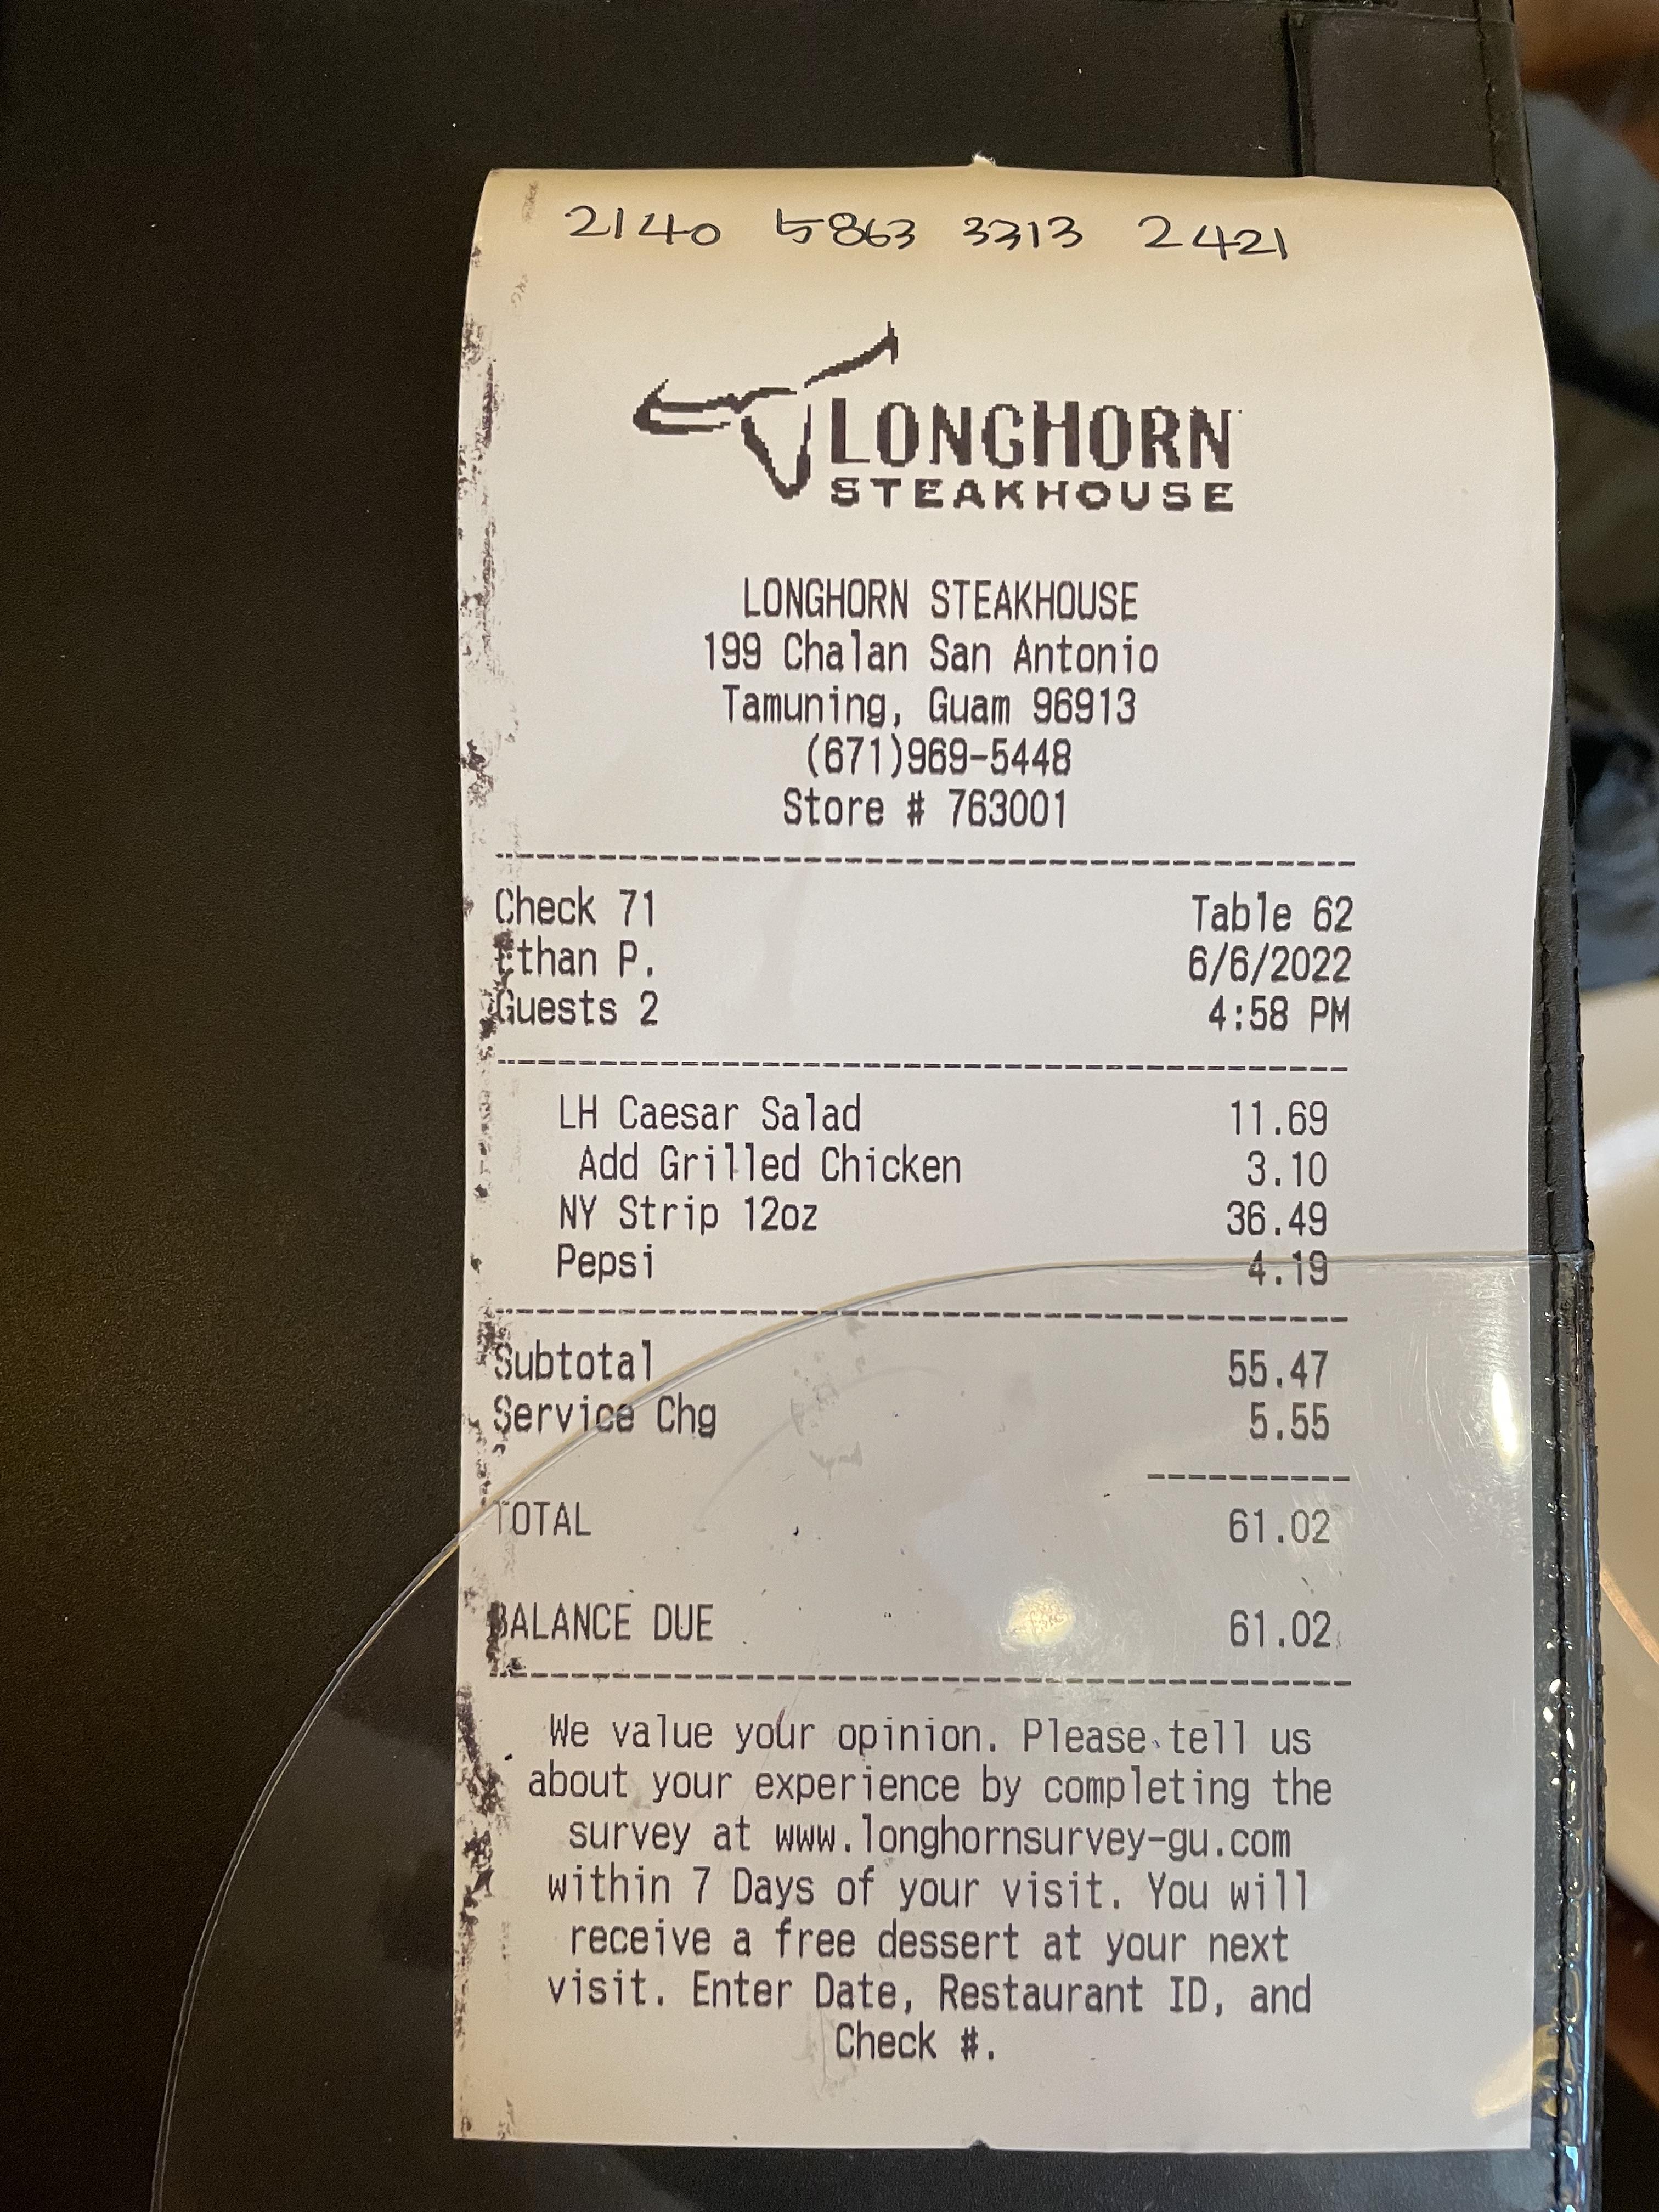 2140 5863 3313 2421
LONGHORN
STEAKHOUSE
LONGHORN STEAKHOUSE
199 Chalan San Antonio
Tamuning, Guam 96913
(671)969-5448
Store # 763001
Check 71 Table 62
Ethan P. 6/6/2022
Guests 2 4:58 PM
LH Caesar Salad 11.69
Add Grilled Chicken 3.10
NY Strip 12oz 36.49
Pepsi 4.19
Subtotal 55.47
Service Chg 5.55
TOTAL 61.02
BALANCE DUE 61.02
We value your opinion. Please tell us
about your experience by completing the
survey at www.longhornsurvey-gu.com
within 7 Days of your visit. You will
receive a free dessert at your next
visit. Enter Date, Restaurant ID, and
Check #.